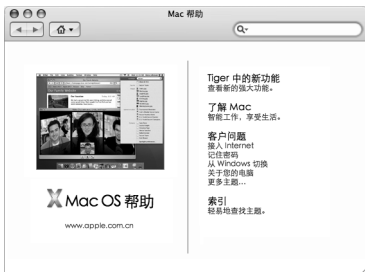 Mac 帮助
Tiger 中的新功能
查看新的强大功能。
了解 Mac
智能工作，享受生活。
客户问题
接入 Internet
记住密码
从 Windows 切换
关于您的电脑
更多主题...
索引
轻易地查找主题。
Mac OS 帮助
www.apple.com.cn